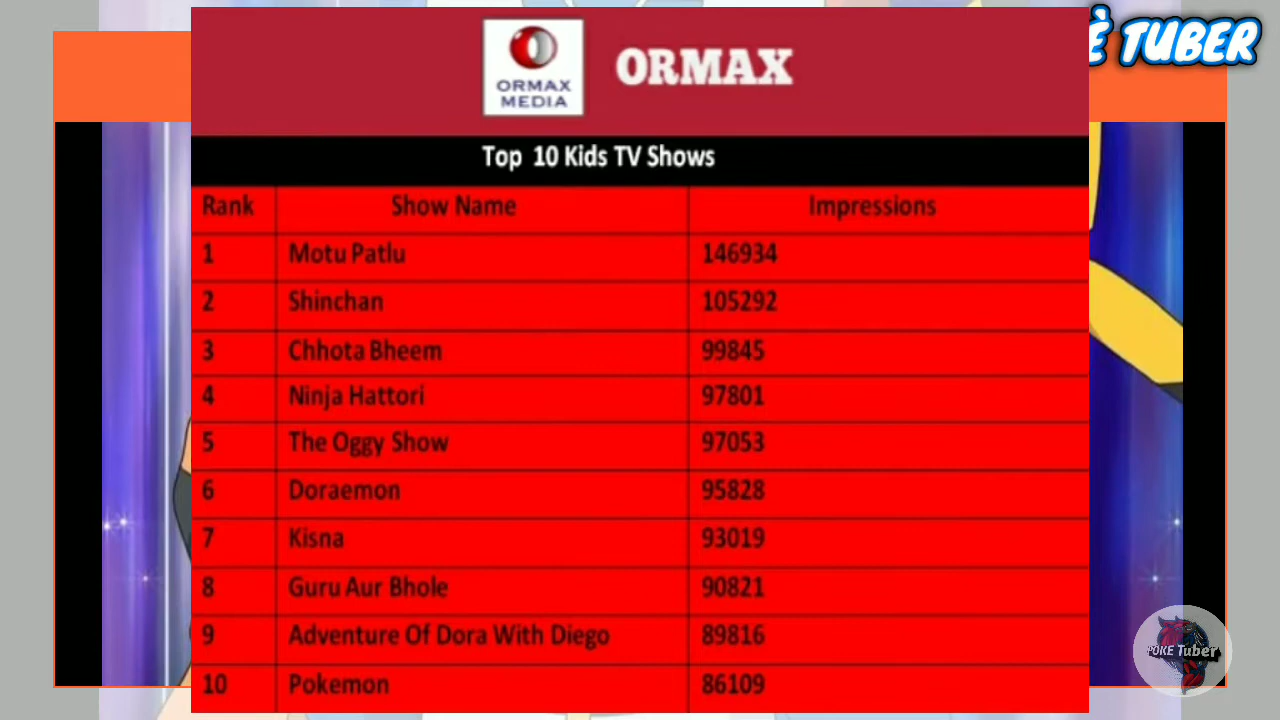 È TUBER
ORMAX
MEDIA
ORMAX
Top 10 Kids TV Shows
Rank Show Name Impressions
1 Motu Patlu 146934
2 Shinchan 105292
3 Chhota Bheem 99845
4 Ninja Hattori 97801
5 The Oggy Show 97053
6 Doraemon 95828
7 Kisna 93019
8 Guru Aur Bhole 90821
9 Adventure Of Dora With Diego 89816
10 Pokemon 86109
POKE Tuber